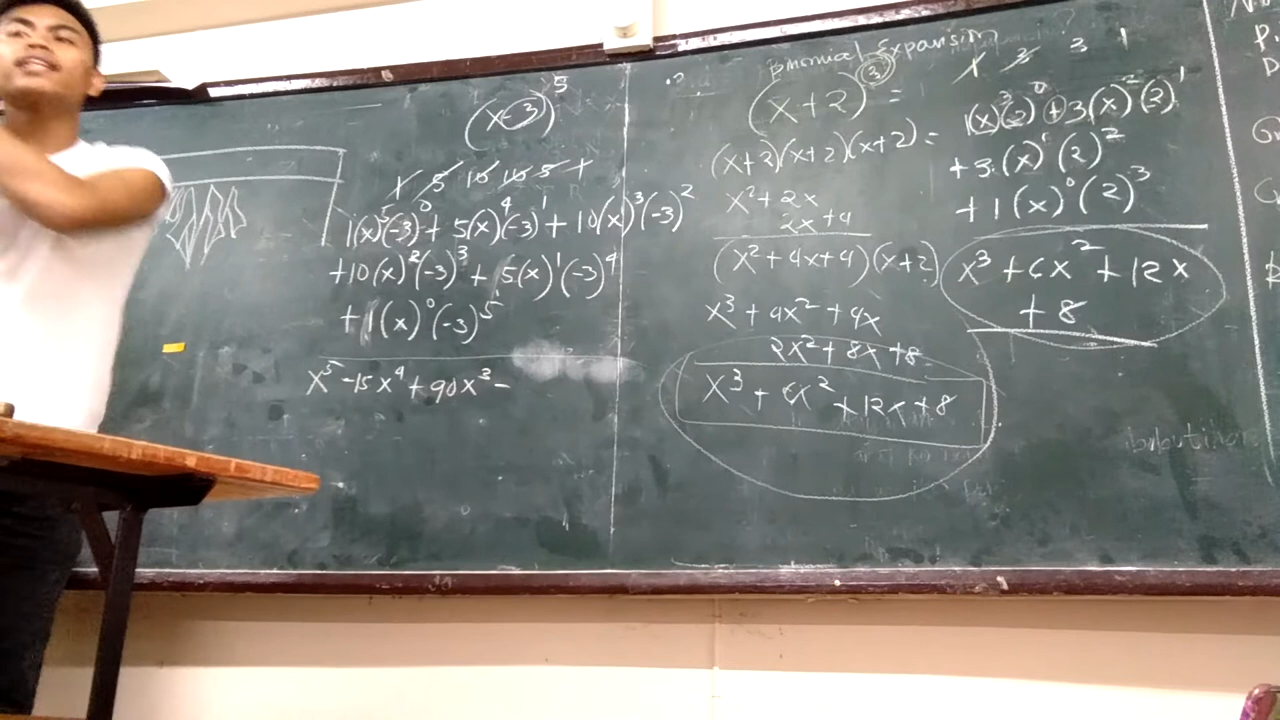 (x-3)^5
1 5 10 10 5 1
1(x)^5(-3)^0 + 5(x)^4(-3)^1 + 10(x)^3(-3)^2
+10(x)^2(-3)^3 + 5(x)^1(-3)^4
+ 1(x)^0(-3)^5
x^5 -15x^4 + 90x^3 -
Binomial Expansion
(x+2)^3 =
(x+2)(x+2)(x+2) =
x^2 + 2x
2x+4
(x^2+4x+4)(x+2)
x^3 + 4x^2 + 4x
2x^2 + 8x + 8
x^3 + 6x^2 + 12x + 8
1 3 3 1
1(x)^3(2)^0 + 3(x)^2(2)^1
+ 3(x)^1(2)^2
+ 1(x)^0(2)^3
x^3 + 6x^2 + 12x
+ 8